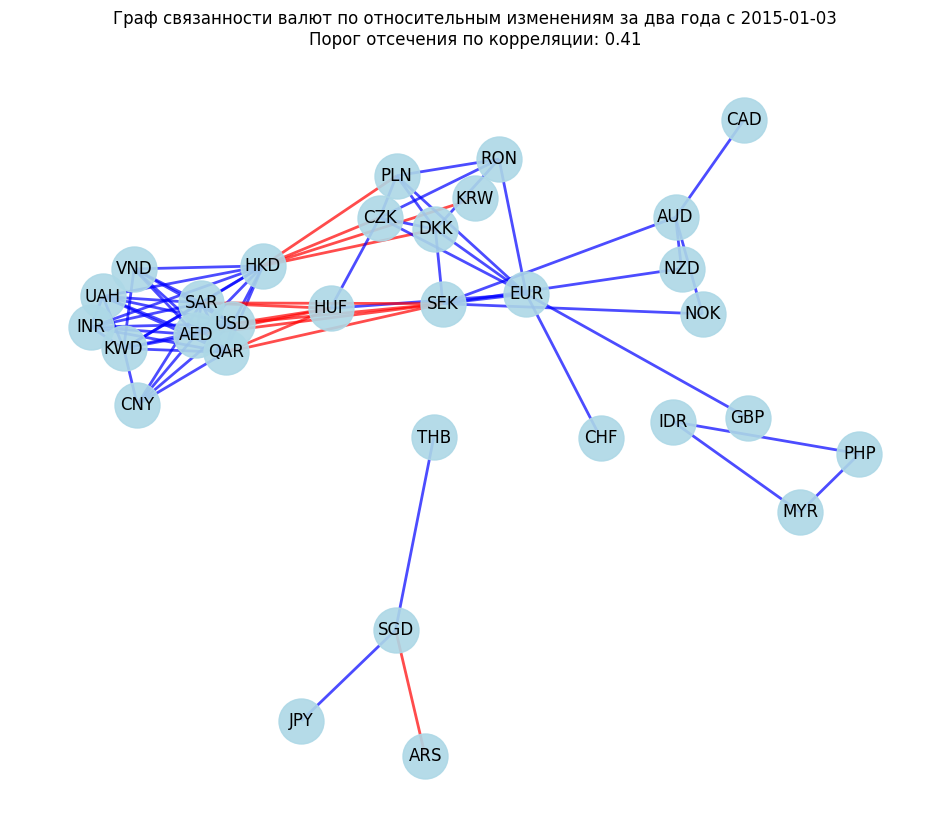 Граф связанности валют по относительным изменениям за два года с 2015-01-03
Порог отсечения по корреляции: 0.41
CAD
RON
PLN
KRW
CZK
AUD
DKK
HKD
VND
NZD
EUR
UAH
SAR
SEK
HUF
NOK
USD
INR
AED
KWD
QAR
CNY
GBP
IDR
THB
CHF
PHP
MYR
SGD
JPY
ARS